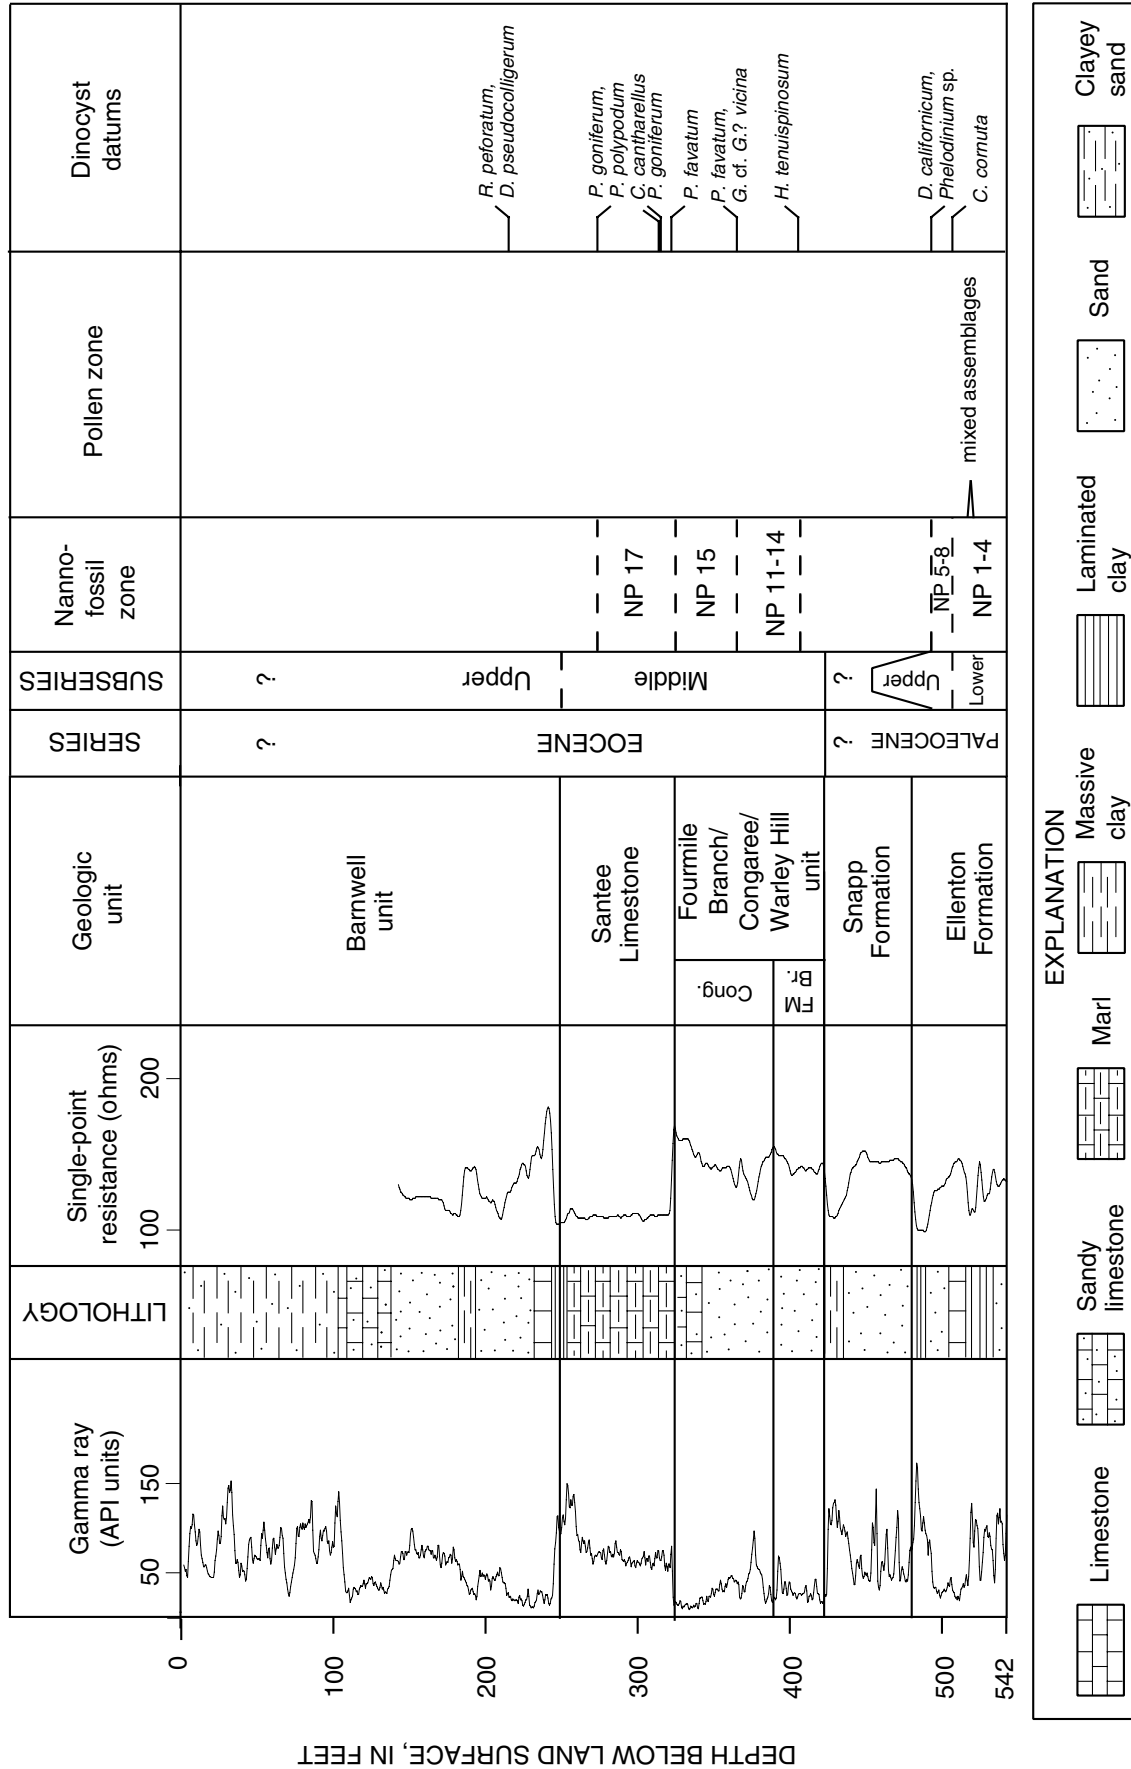 DEPTH BELOW LAND SURFACE, IN FEET
0
100
200
300
400
500
542
Gamma ray
(API units)
50
150
LITHOLOGY
Single-point
resistance (ohms)
100
200
Geologic
unit
Barnwell
unit
Santee
Limestone
Fourmile
Branch/
Congaree/
Warley Hill
unit
Cong.
FM
Br.
Snapp
Formation
Ellenton
Formation
SERIES
?
EOCENE
?
PALEOCENE
SUBSERIES
?
Upper
Middle
?
Upper
Lower
Nanno-
fossil
zone
NP 17
NP 15
NP 11-14
NP 5-8
NP 1-4
Pollen zone
mixed assemblages
Dinocyst
datums
R. peforatum,
D. pseudocolligerum
P. goniferum,
P. polypodum
C. cantharellus
P. goniferum
P. favatum
P. favatum,
G. cf. G.? vicina
H. tenuispinosum
D. californicum,
Phelodinium sp.
C. cornuta
EXPLANATION
Limestone
Sandy
limestone
Marl
Massive
clay
Laminated
clay
Sand
Clayey
sand